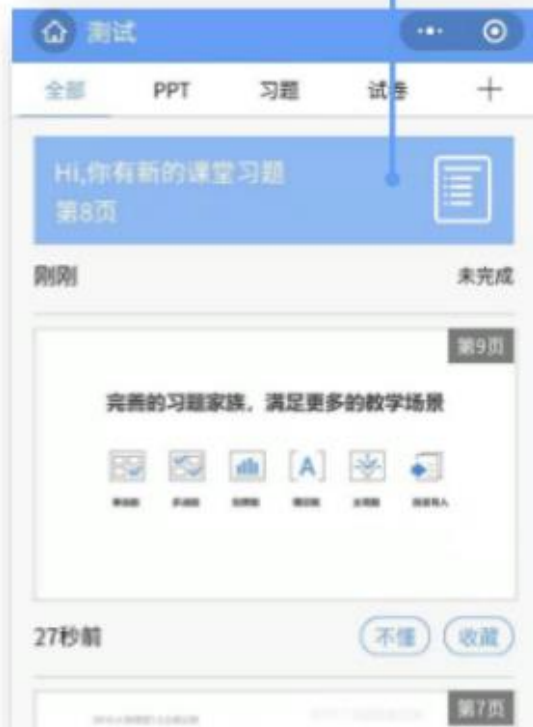 测试
全部 PPT 习题 试卷
Hi,你有新的课堂习题
第8页
刚刚 未完成
第9页
完善的习题家族，满足更多的教学场景
27秒前 不懂 收藏
第7页